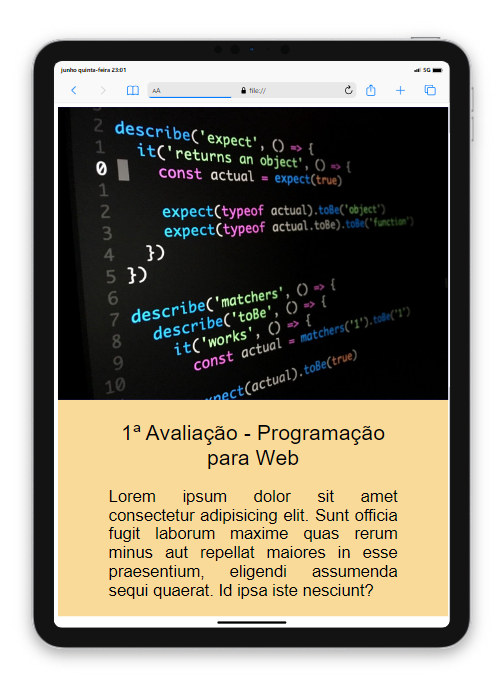 junho quinta-feira 23:01
5G
AA
file://
2 describe('expect', () => {
1 it('returns an object', () => {
0 const actual = expect(true)
1
2 expect(typeof actual).toBe('object')
3 expect(typeof actual.toBe).toBe('function')
4 })
5 })
6
7 describe('matchers', () => {
8 describe('toBe', () => {
9 it('works', () => {
10 const actual = matchers('1').toBe('1')
expect(actual).toBe(true)
1ª Avaliação - Programação
para Web
Lorem ipsum dolor sit amet
consectetur adipisicing elit. Sunt officia
fugit laborum maxime quas rerum
minus aut repellat maiores in esse
praesentium, eligendi assumenda
sequi quaerat. Id ipsa iste nesciunt?